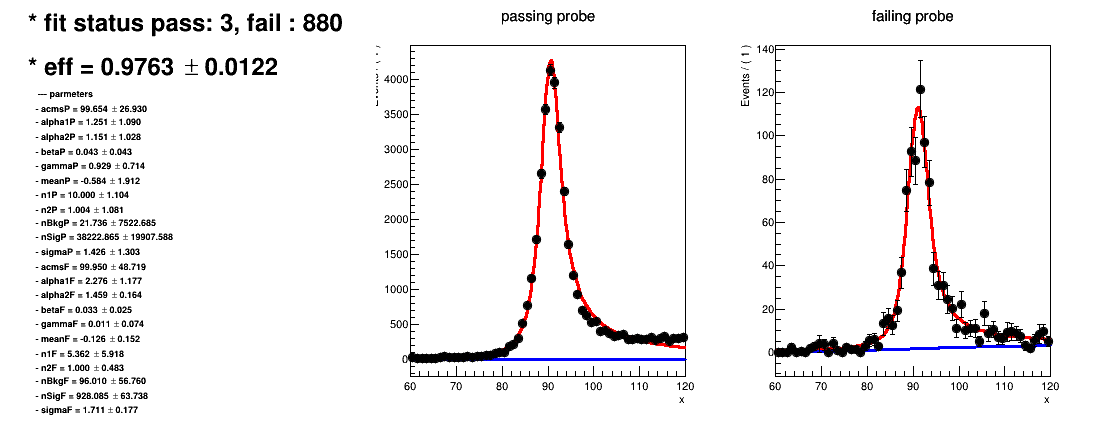 * fit status pass: 3, fail : 880
* eff = 0.9763 ± 0.0122
--- parmeters
- acmsP = 99.654 ± 26.930
- alpha1P = 1.251 ± 1.090
- alpha2P = 1.151 ± 1.028
- betaP = 0.043 ± 0.043
- gammaP = 0.929 ± 0.714
- meanP = -0.584 ± 1.912
- n1P = 10.000 ± 1.104
- n2P = 1.004 ± 1.081
- nBkgP = 21.736 ± 7522.685
- nSigP = 38222.865 ± 19907.588
- sigmaP = 1.426 ± 1.303
- acmsF = 99.950 ± 48.719
- alpha1F = 2.276 ± 1.177
- alpha2F = 1.459 ± 0.164
- betaF = 0.033 ± 0.025
- gammaF = 0.011 ± 0.074
- meanF = -0.126 ± 0.152
- n1F = 5.362 ± 5.918
- n2F = 1.000 ± 0.483
- nBkgF = 96.010 ± 56.760
- nSigF = 928.085 ± 63.738
- sigmaF = 1.711 ± 0.177
passing probe
4000
3500
3000
2500
2000
1500
1000
500
0
60 70 80 90 100 110 120
x
failing probe
Events / ( 1 )
140
120
100
80
60
40
20
0
60 70 80 90 100 110 120
x